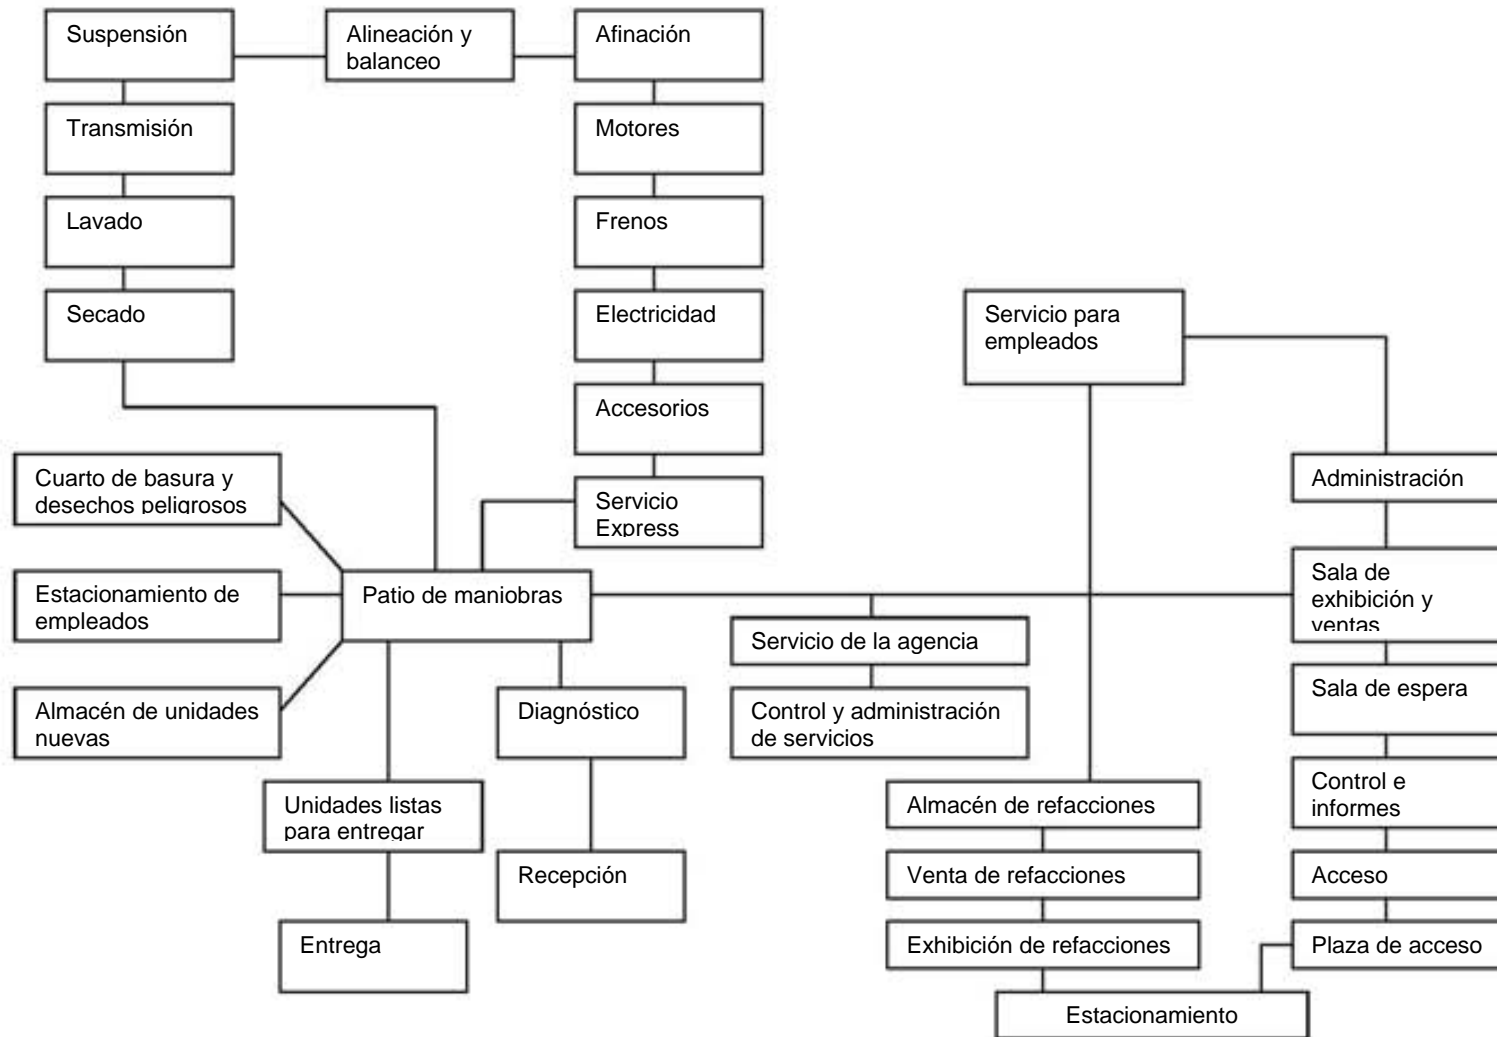 Suspensión
Alineación y
balanceo
Afinación
Transmisión
Motores
Lavado
Frenos
Secado
Electricidad
Servicio para
empleados
Accesorios
Cuarto de basura y
desechos peligrosos
Servicio
Express
Administración
Estacionamiento de
empleados
Patio de maniobras
Sala de
exhibición y
ventas
Servicio de la agencia
Almacén de unidades
nuevas
Diagnóstico
Control y administración
de servicios
Sala de espera
Unidades listas
para entregar
Almacén de refacciones
Control e
informes
Recepción
Venta de refacciones
Acceso
Entrega
Exhibición de refacciones
Plaza de acceso
Estacionamiento